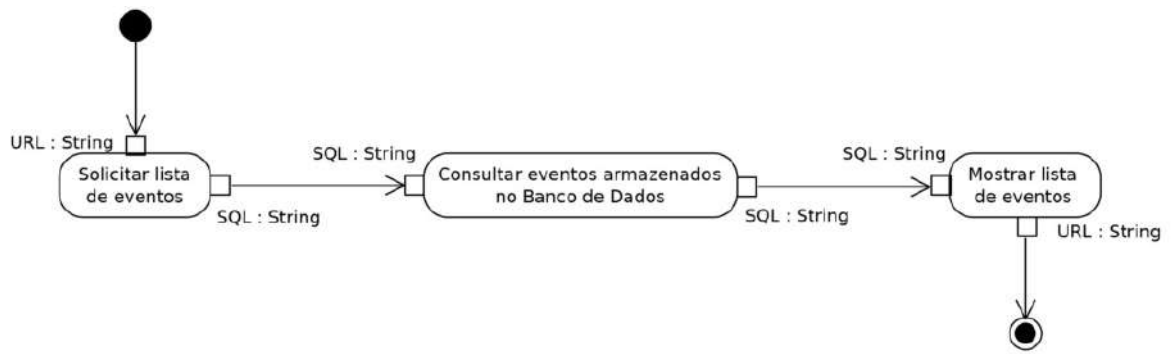 URL : String
Solicitar lista
de eventos
SQL : String
SQL : String
Consultar eventos armazenados
no Banco de Dados
SQL : String
SQL : String
Mostrar lista
de eventos
URL : String